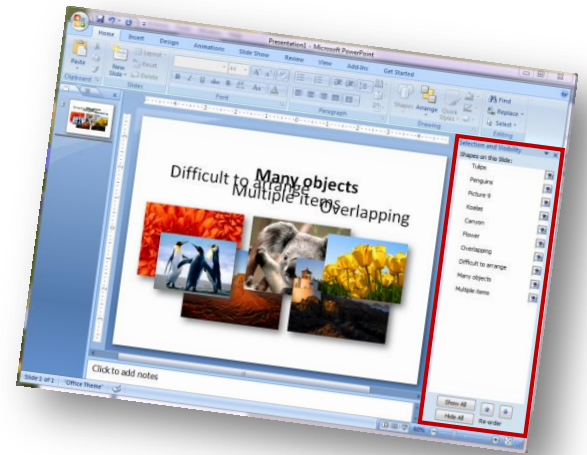 Presentation1 - Microsoft PowerPoint
Home Insert Design Animations Slide Show Review View Add-Ins Get Started
Paste
Clipboard
New
Slide
Layout
Reset
Delete
Slides
Font
Paragraph
Shapes Arrange Quick
Styles
Drawing
Find
Replace
Select
Editing
Many objects
Difficult to arrange
Multiple items
Overlapping
Selection and Visibility
Shapes on this Slide:
Tulips
Penguins
Picture 9
Koalas
Canyon
Flower
Overlapping
Difficult to arrange
Many objects
Multiple items
Show All
Hide All
Re-order
Click to add notes
Slide 1 of 1 "Office Theme"
60%